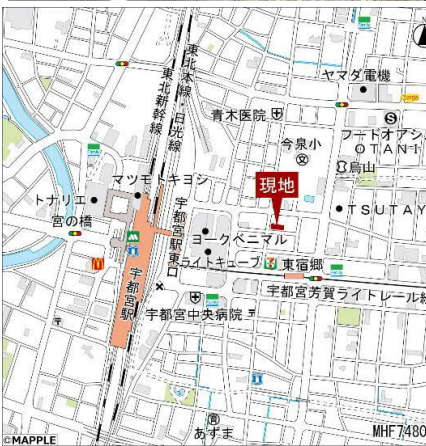 東北本線・日光線
東北新幹線
ヤマダ電機
青木医院
今泉小
フードオアシ
OTANI
烏山
マツモトキヨシ
トナリエ
現地
宮の橋
宇都宮駅東口
TSUTAY
ヨークベニマル
ライトキューブ
東宿郷
宇都宮駅
宇都宮芳賀ライトレール線
宇都宮中央病院
あずま
MHF7480
©MAPPLE